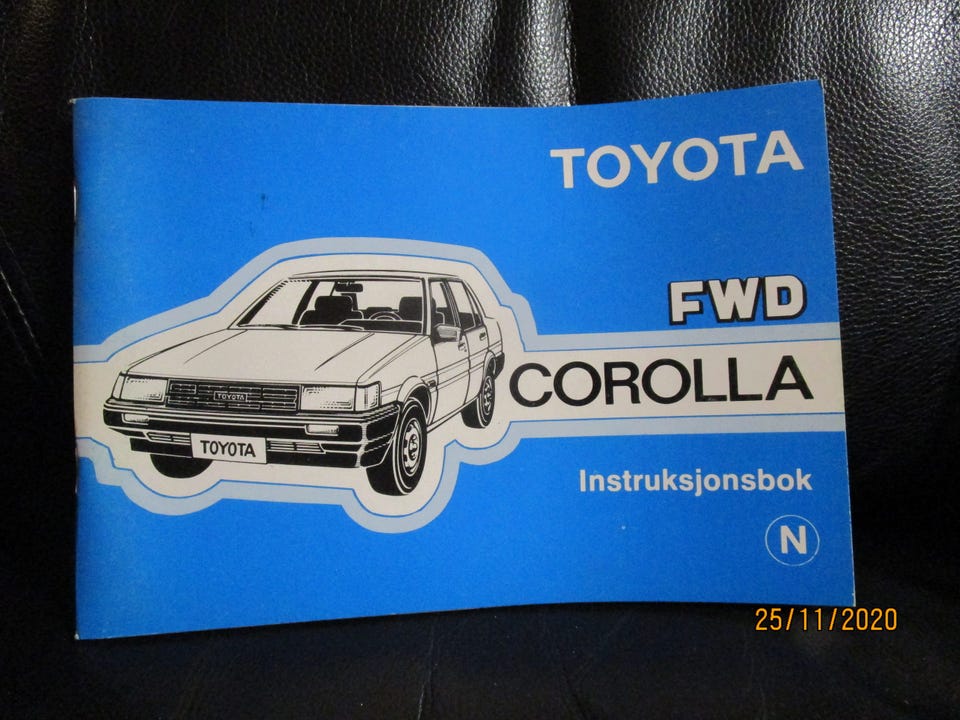 TOYOTA
FWD
COROLLA
TOYOTA
TOYOTA
Instruksjonsbok
N
25/11/2020